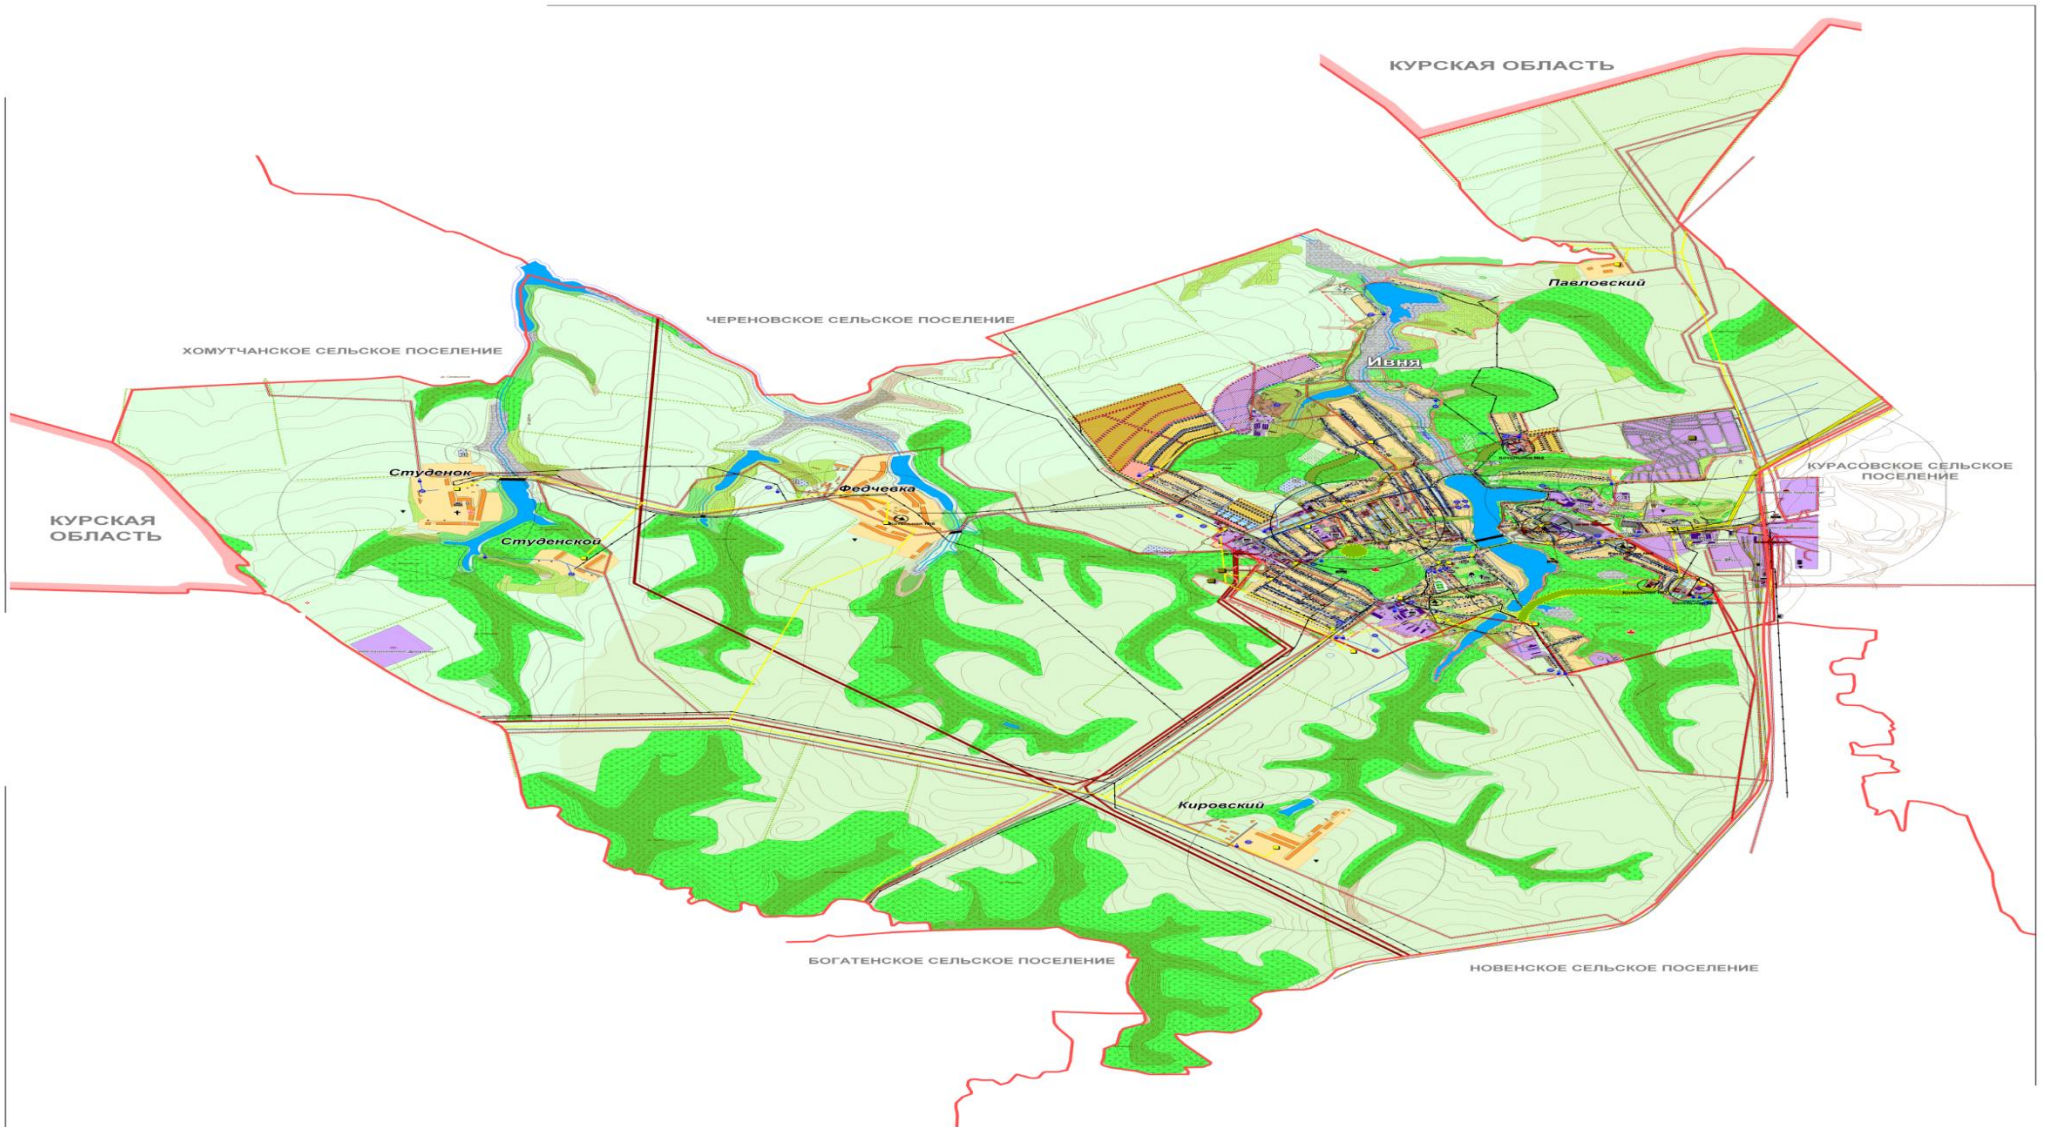 КУРСКАЯ ОБЛАСТЬ
Павловский
ЧЕРЕНОВСКОЕ СЕЛЬСКОЕ ПОСЕЛЕНИЕ
ХОМУТЧАНСКОЕ СЕЛЬСКОЕ ПОСЕЛЕНИЕ
Ивня
Студенок
КУРАСОВСКОЕ СЕЛЬСКОЕ
ПОСЕЛЕНИЕ
Федчевка
КУРСКАЯ
ОБЛАСТЬ
Студенской
Кировский
БОГАТЕНСКОЕ СЕЛЬСКОЕ ПОСЕЛЕНИЕ
НОВЕНСКОЕ СЕЛЬСКОЕ ПОСЕЛЕНИЕ